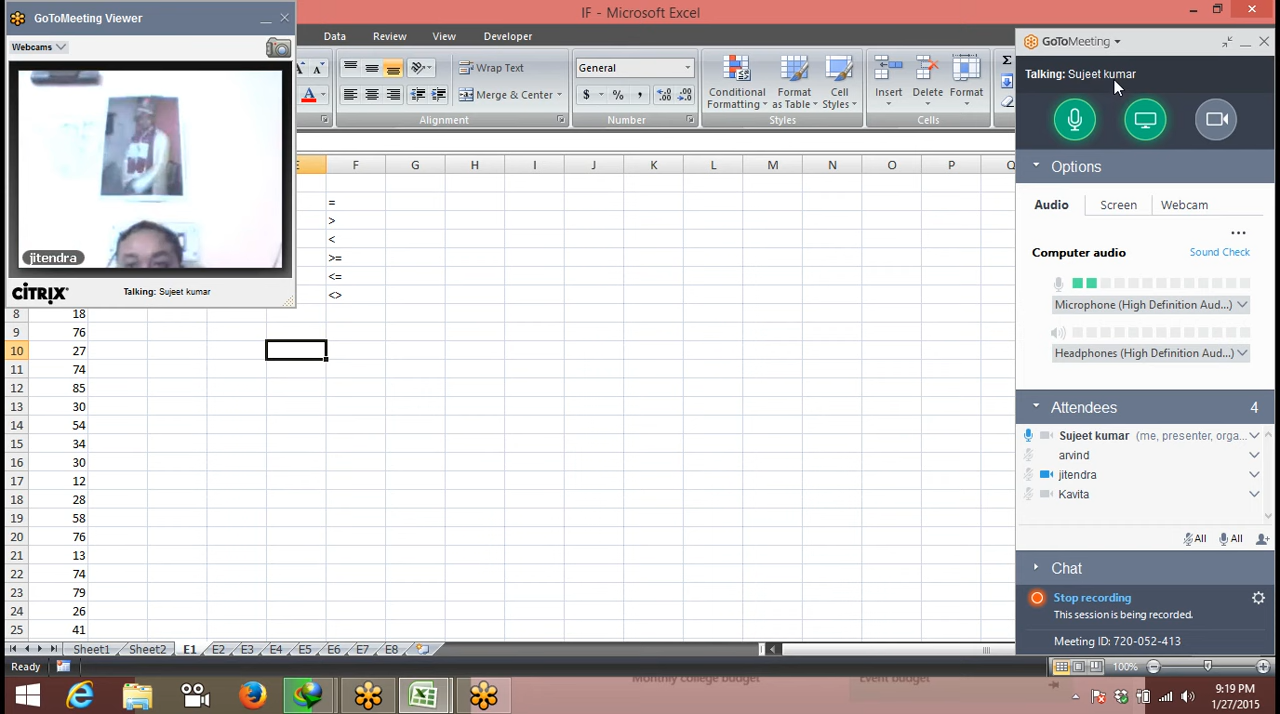 GoToMeeting Viewer
IF - Microsoft Excel
Webcams
Data Review View Developer
Wrap Text
Merge & Center
General
$ % ,
Conditional Formatting
Format as Table
Cell Styles
Insert
Delete
Format
Alignment
Number
Styles
Cells
F G H I J K L M N O P
jitendra
CITRIX
Talking: Sujeet kumar
=
>
<
>=
<=
<>
8 18
9 76
10 27
11 74
12 85
13 30
14 54
15 34
16 30
17 12
18 28
19 58
20 76
21 13
22 74
23 79
24 26
25 41
Sheet1 Sheet2 E1 E2 E3 E4 E5 E6 E7 E8
Ready
100%
Monthly college budget
Event budget
GoToMeeting
Talking: Sujeet kumar
Options
Audio Screen Webcam
Computer audio Sound Check
Microphone (High Definition Aud...)
Headphones (High Definition Aud...)
Attendees 4
Sujeet kumar (me, presenter, orga...
arvind
jitendra
Kavita
All All
Chat
Stop recording
This session is being recorded.
Meeting ID: 720-052-413
9:19 PM
1/27/2015